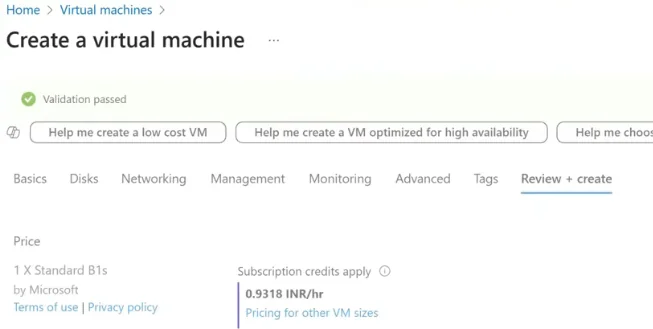 Home > Virtual machines >
Create a virtual machine ...
Validation passed
Help me create a low cost VM Help me create a VM optimized for high availability Help me choos
Basics Disks Networking Management Monitoring Advanced Tags Review + create
Price
1 X Standard B1s
by Microsoft
Terms of use | Privacy policy
Subscription credits apply
0.9318 INR/hr
Pricing for other VM sizes